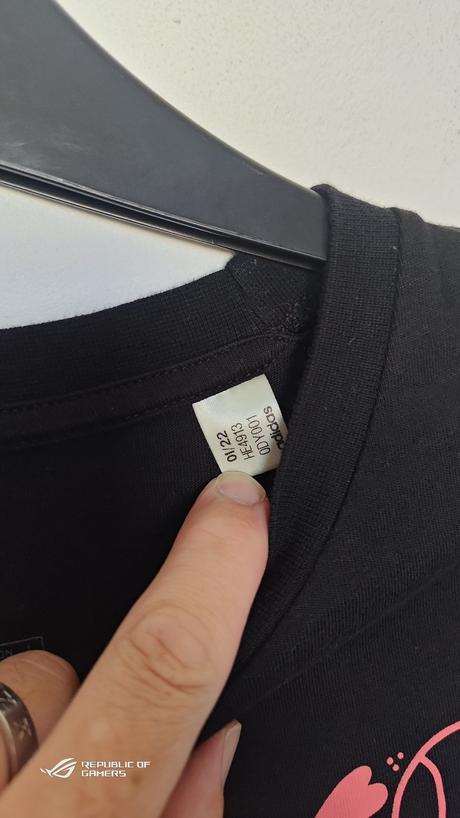 01/22
HE4913
0DY001
adidas
REPUBLIC OF
GAMERS